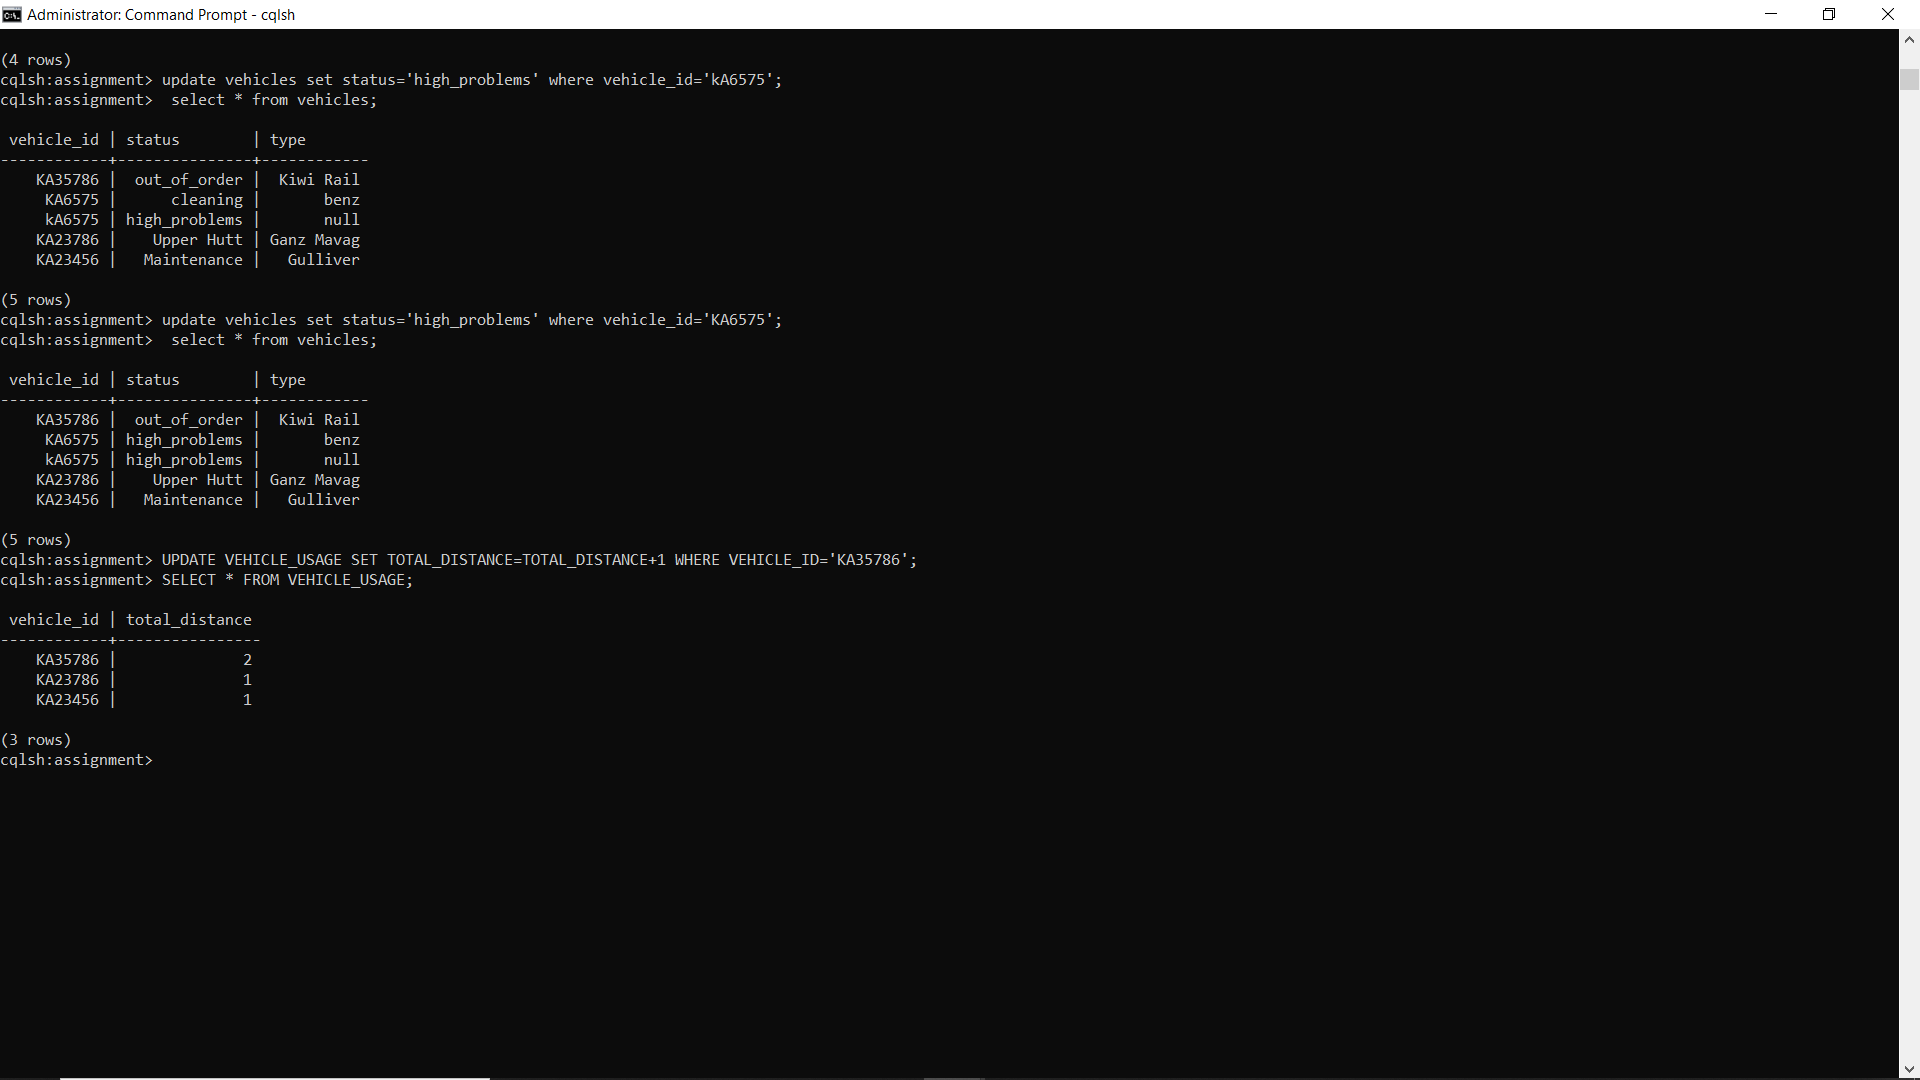 Administrator: Command Prompt - cqlsh
(4 rows)
cqlsh:assignment> update vehicles set status='high_problems' where vehicle_id='kA6575';
cqlsh:assignment>  select * from vehicles;
 vehicle_id | status        | type
------------+---------------+------------
    KA35786 |  out_of_order |  Kiwi Rail
     KA6575 |      cleaning |       benz
     kA6575 | high_problems |       null
    KA23786 |    Upper Hutt | Ganz Mavag
    KA23456 |   Maintenance |   Gulliver
(5 rows)
cqlsh:assignment> update vehicles set status='high_problems' where vehicle_id='KA6575';
cqlsh:assignment>  select * from vehicles;
 vehicle_id | status        | type
------------+---------------+------------
    KA35786 |  out_of_order |  Kiwi Rail
     KA6575 | high_problems |       benz
     kA6575 | high_problems |       null
    KA23786 |    Upper Hutt | Ganz Mavag
    KA23456 |   Maintenance |   Gulliver
(5 rows)
cqlsh:assignment> UPDATE VEHICLE_USAGE SET TOTAL_DISTANCE=TOTAL_DISTANCE+1 WHERE VEHICLE_ID='KA35786';
cqlsh:assignment> SELECT * FROM VEHICLE_USAGE;
 vehicle_id | total_distance
------------+----------------
    KA35786 |              2
    KA23786 |              1
    KA23456 |              1
(3 rows)
cqlsh:assignment>